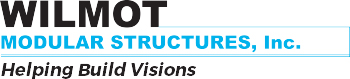 WILMOT
MODULAR STRUCTURES, Inc.
Helping Build Visions